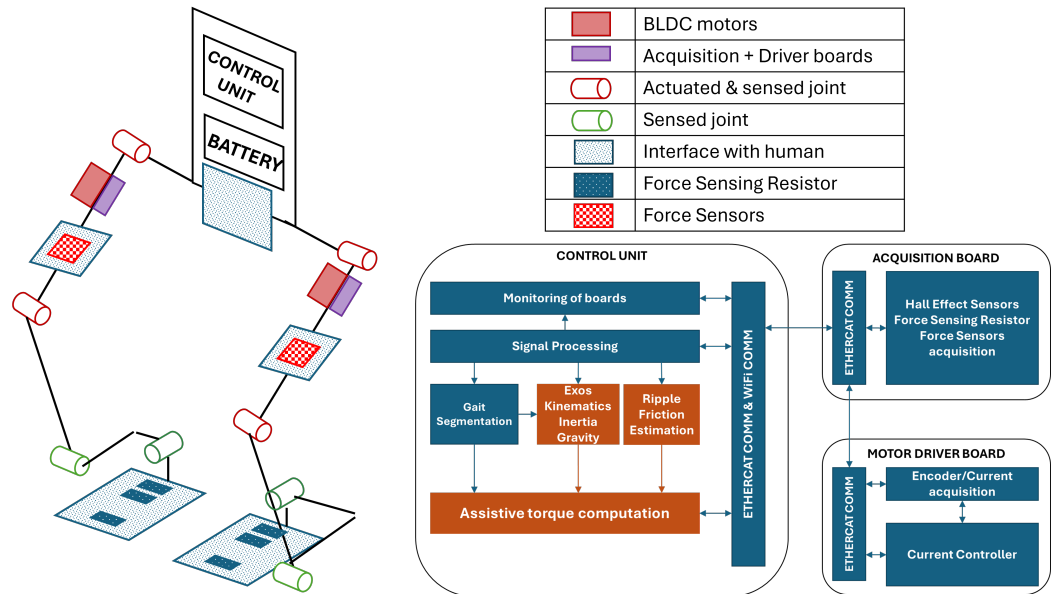 CONTROL
UNIT
BATTERY
BLDC motors
Acquisition + Driver boards
Actuated & sensed joint
Sensed joint
Interface with human
Force Sensing Resistor
Force Sensors
CONTROL UNIT
Monitoring of boards
Signal Processing
Gait
Segmentation
Exos
Kinematics
Inertia
Gravity
Ripple
Friction
Estimation
Assistive torque computation
ETHERCAT COMM & WiFi COMM
ACQUISITION BOARD
ETHERCAT COMM
Hall Effect Sensors
Force Sensing Resistor
Force Sensors
acquisition
MOTOR DRIVER BOARD
ETHERCAT COMM
Encoder/Current
acquisition
Current Controller